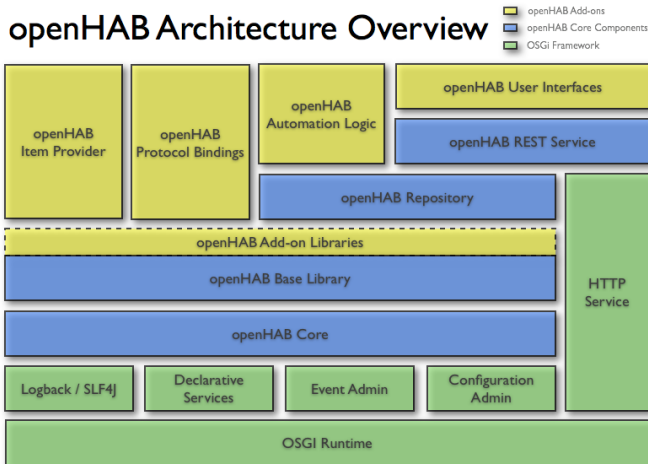 openHAB Architecture Overview
openHAB Add-ons
openHAB Core Components
OSGi Framework
openHAB
Item Provider
openHAB
Protocol Bindings
openHAB
Automation Logic
openHAB User Interfaces
openHAB REST Service
openHAB Repository
openHAB Add-on Libraries
openHAB Base Library
HTTP
Service
openHAB Core
Logback / SLF4J
Declarative
Services
Event Admin
Configuration
Admin
OSGI Runtime